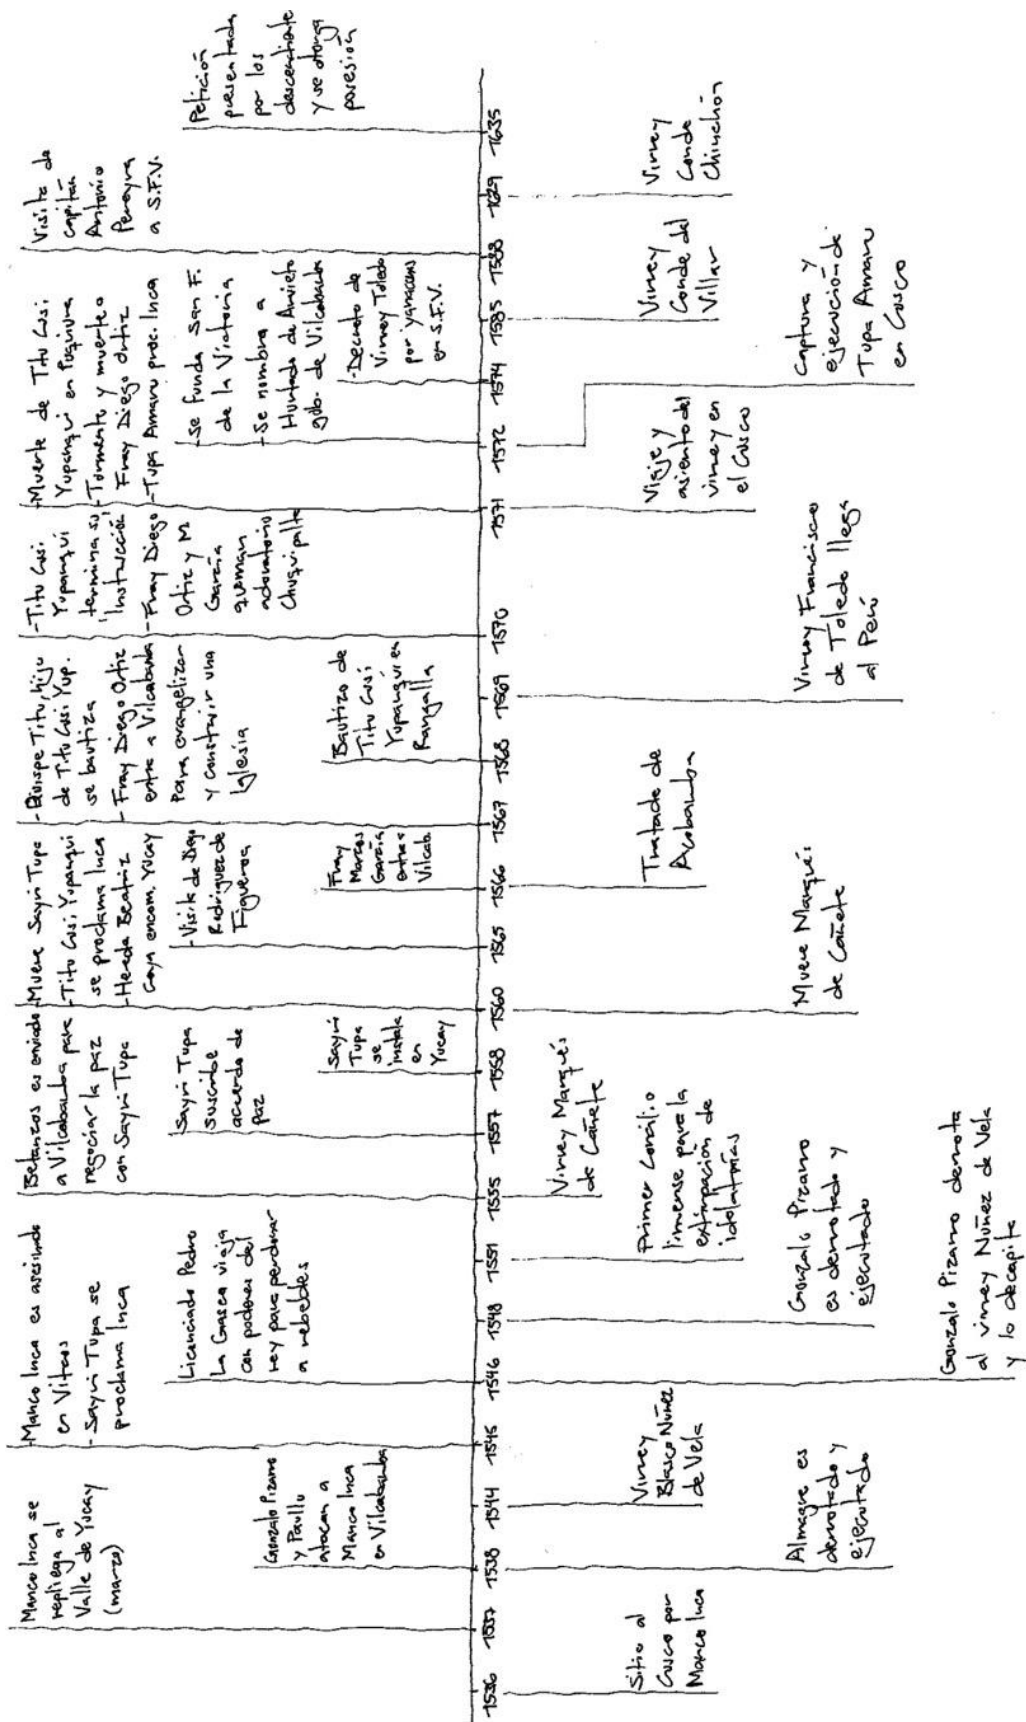 Manco Inca se
repliega al
Valle de Yucay
(marzo)
Gonzalo Pizarro
y Paullu
atacan a
Manco Inca
en Vilcabamba
-Manco Inca es asesinado
en Vitcos
- Sayri Tupa se
proclama Inca
Licenciado Pedro
La Gasca viaja
con poderes del
rey para perdonar
a rebeldes
Betanzos es enviado
a Vilcabamba para
negociar la paz
con Sayri Tupa
Sayri Tupa
suscribe
acuerdo de
Paz
Sayri
Tupa
se
instala
en
Yucay
-Muere Sayri Tupa
-Titu Cusi Yupanqui
se proclama Inca
-Hereda Beatriz
Coya encom. Yucay
-Visita de Diego
Rodriguez de
Figueroa
Fray
Marcos
García
entra a
Vilcab.
-Quispe Titu, hijo
de Titu Cusi Yup.
se bautiza
- Fray Diego Ortiz
entra a Vilcabamba
para evangelizar
y construir una
Iglesia
Bautizo de
Titu Cusi
Yupanqui en
Rangalla
-Titu Cusi
Yupanqui
termina su
"Instrucción"
-Fray Diego
Ortiz y M
García
queman
adoratorio
Chuquipalta
-Muerte de Titu Cusi
Yupanqui en Puquiura
-Tormento y muerte a
Fray Diego Ortiz
-Tupa Amaru proc. Inca
-Se funda San F.
de la Victoria
-Se nombra a
Hurtado de Arvieto
gob. de Vilcabamba
-Decreto de
Virrey Toledo
por yanaconas
en S.F.V.
Visita de
capitán
Antonio
Pereyra
a S.F.V.
Petición
presentada
por los
descendiente
y se otorga
posesión
1536 1537 1538 1544 1545 1546 1548 1551 1555 1557 1558 1560 1565 1566 1567 1568 1569 1570 1571 1572 1574 1585 1588 1629 1635
Sitio al
Cusco por
Manco Inca
Almagro es
derrotado y
ejecutado
Virrey
Blasco Núñez
de Vela
Gonzalo Pizarro derrota
al virrey Núñez de Vela
y lo decapita
Gonzalo Pizarro
es derrotado y
ejecutado
Primer Concilio
limense para la
extirpación de
idolatrías
Virrey Marqués
de Cañete
Muere Marqués
de Cañete
Tratado de
Acobamba
Virrey Francisco
de Toledo llega
al Perú
Viaje y
asiento del
virrey en
el Cusco
Captura y
ejecución de
Tupa Amaru
en Cusco
Virrey
Conde del
Villar
Virrey
Conde
Chinchón